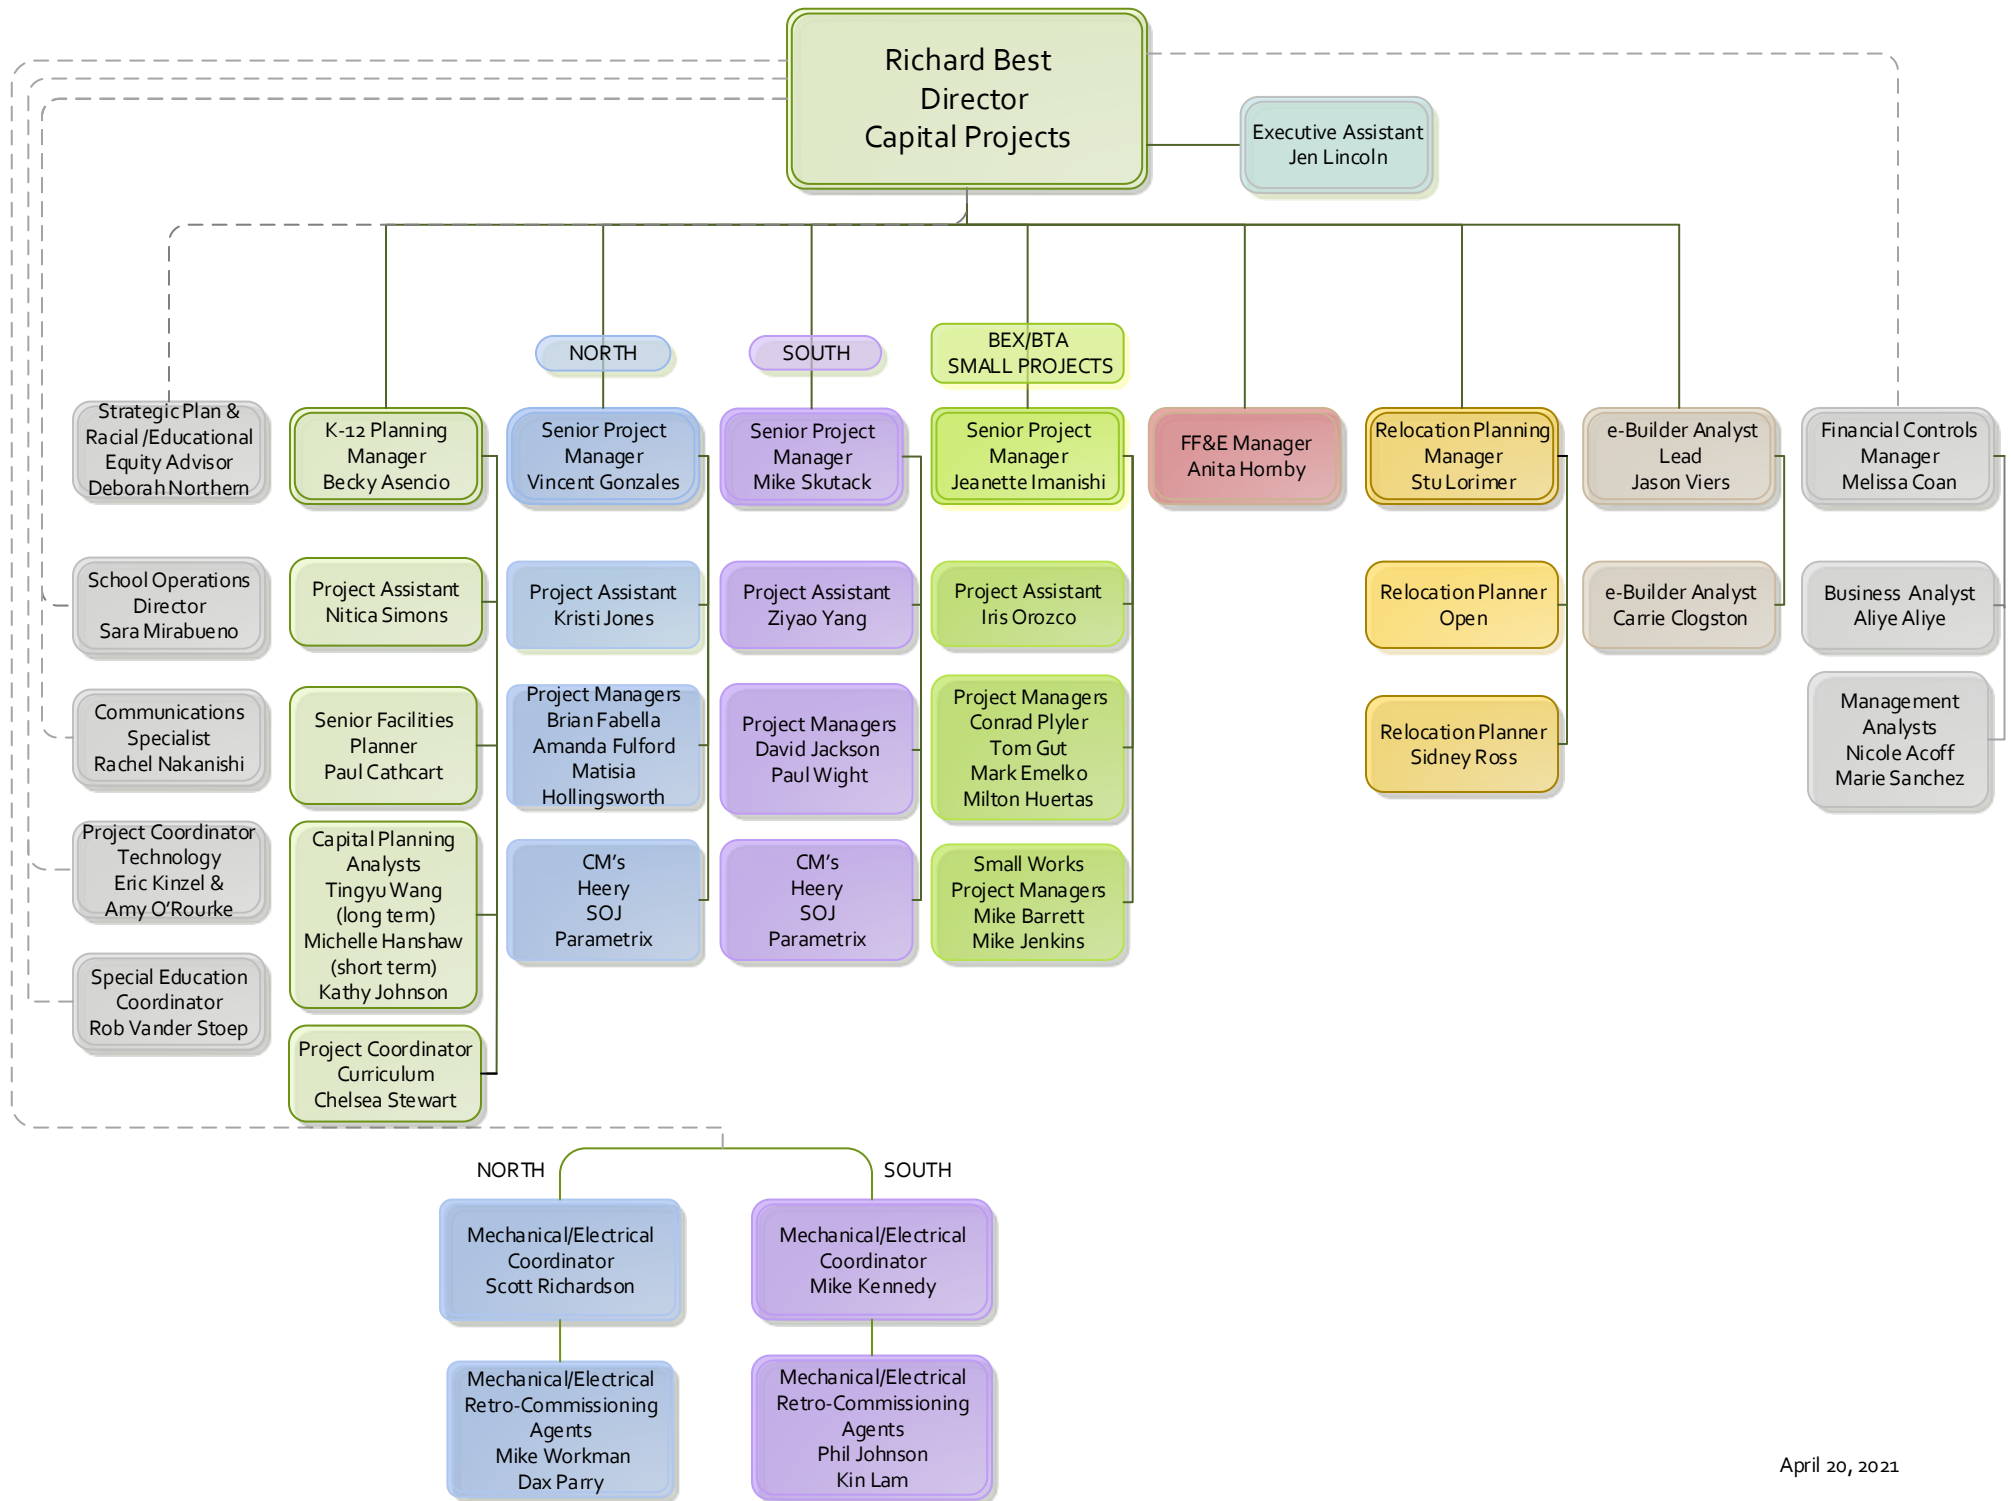 Richard Best
Director
Capital Projects
Executive Assistant
Jen Lincoln
NORTH
SOUTH
BEX/BTA
SMALL PROJECTS
Strategic Plan &
Racial /Educational
Equity Advisor
Deborah Northern
K-12 Planning
Manager
Becky Asencio
Senior Project
Manager
Vincent Gonzales
Senior Project
Manager
Mike Skutack
Senior Project
Manager
Jeanette Imanishi
FF&E Manager
Anita Hornby
Relocation Planning
Manager
Stu Lorimer
e-Builder Analyst
Lead
Jason Viers
Financial Controls
Manager
Melissa Coan
School Operations
Director
Sara Mirabueno
Project Assistant
Nitica Simons
Project Assistant
Kristi Jones
Project Assistant
Ziyao Yang
Project Assistant
Iris Orozco
Relocation Planner
Open
e-Builder Analyst
Carrie Clogston
Business Analyst
Aliye Aliye
Communications
Specialist
Rachel Nakanishi
Senior Facilities
Planner
Paul Cathcart
Project Managers
Brian Fabella
Amanda Fulford
Matisia
Hollingsworth
Project Managers
David Jackson
Paul Wight
Project Managers
Conrad Plyler
Tom Gut
Mark Emelko
Milton Huertas
Relocation Planner
Sidney Ross
Management
Analysts
Nicole Acoff
Marie Sanchez
Project Coordinator
Technology
Eric Kinzel &
Amy O'Rourke
Capital Planning
Analysts
Tingyu Wang
(long term)
Michelle Hanshaw
(short term)
Kathy Johnson
CM's
Heery
SOJ
Parametrix
CM's
Heery
SOJ
Parametrix
Small Works
Project Managers
Mike Barrett
Mike Jenkins
Special Education
Coordinator
Rob Vander Stoep
Project Coordinator
Curriculum
Chelsea Stewart
NORTH
SOUTH
Mechanical/Electrical
Coordinator
Scott Richardson
Mechanical/Electrical
Coordinator
Mike Kennedy
Mechanical/Electrical
Retro-Commissioning
Agents
Mike Workman
Dax Parry
Mechanical/Electrical
Retro-Commissioning
Agents
Phil Johnson
Kin Lam
April 20, 2021